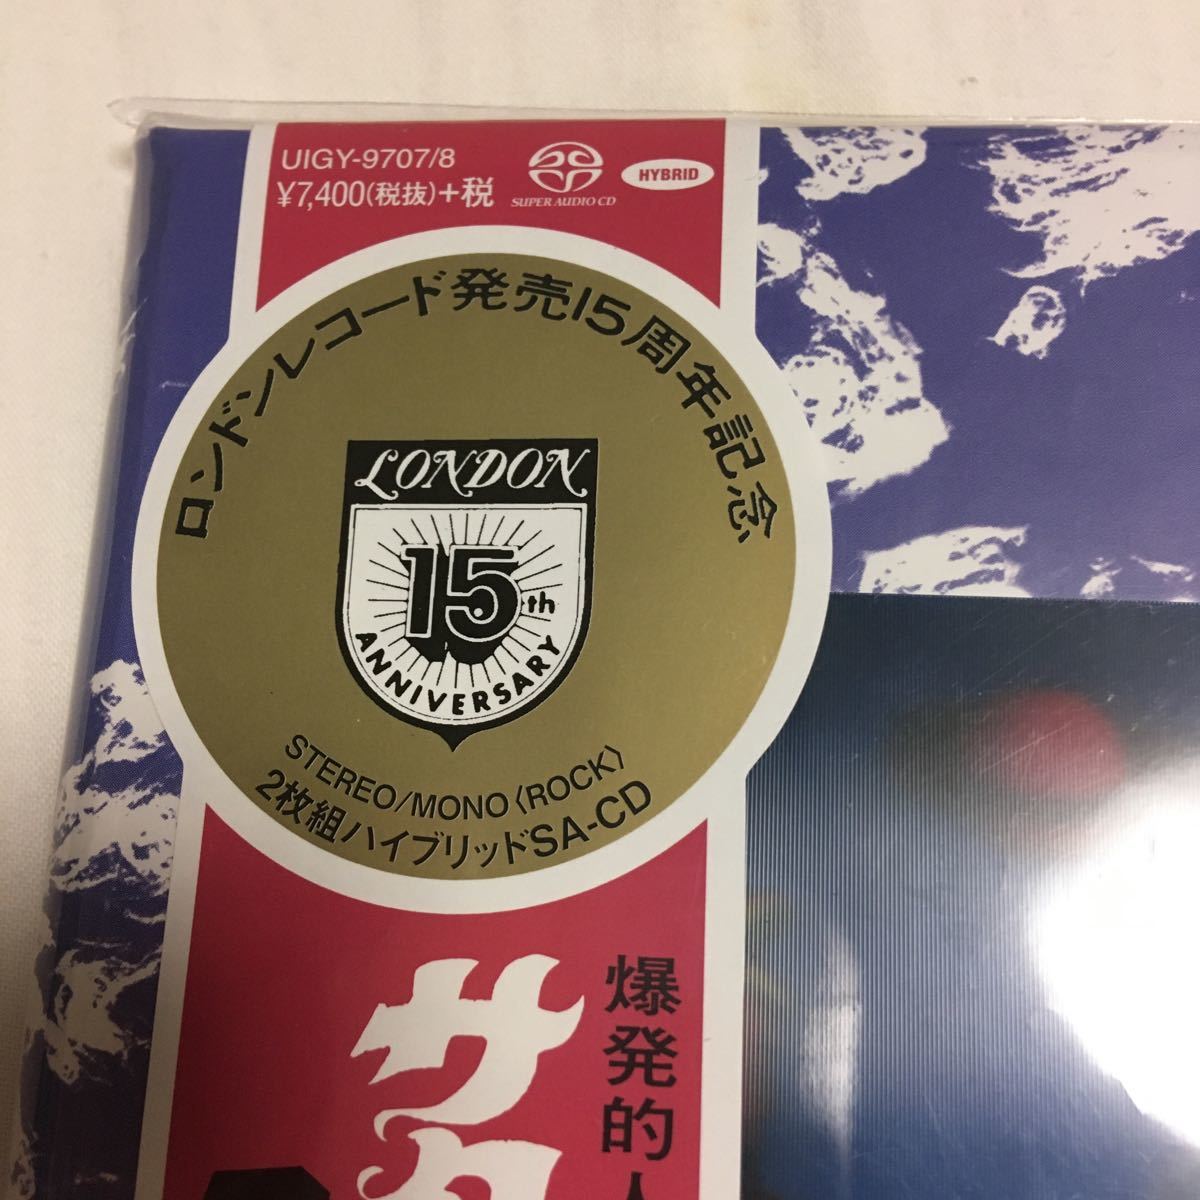 UIGY-9707/8
¥7,400(税抜)+税
SUPER AUDIO CD
HYBRID
ロンドンレコード発売15周年記念
LONDON
15th
ANNIVERSARY
STEREO/MONO〈ROCK〉
2枚組ハイブリッドSA-CD
爆発的
サ